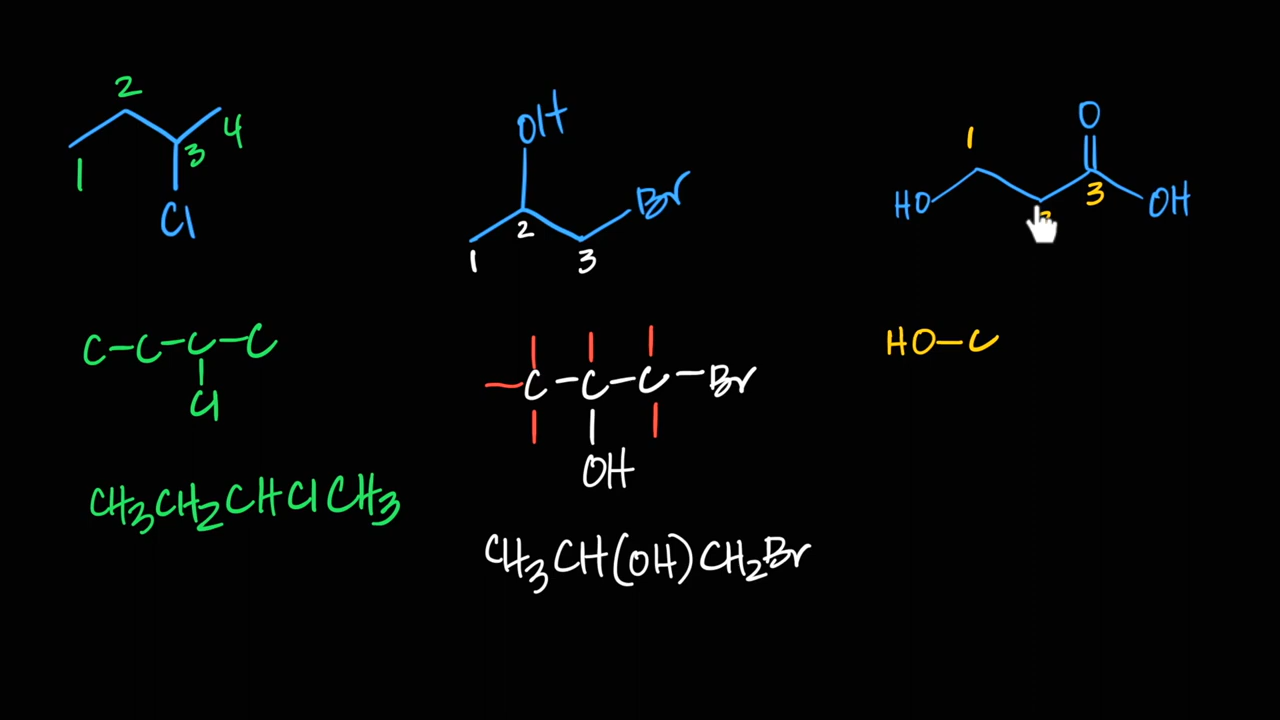 2
1
3
4
Cl
OH
Br
1
2
3
O
HO
OH
1
3
C-C-C-C
Cl
CH3CH2CHClCH3
C-C-C-Br
OH
CH3CH(OH)CH2Br
HO-C